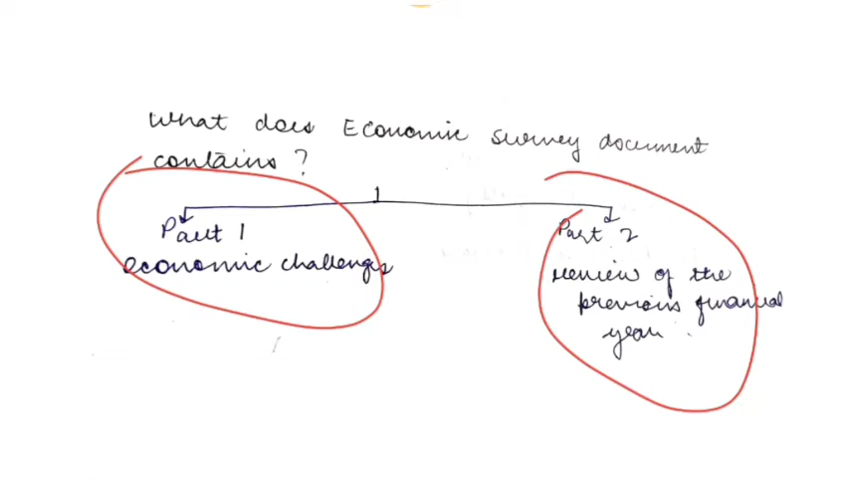 What does Economic survey document
contains?
Part 1
economic challenges
Part 2
review of the
previous financial
year.